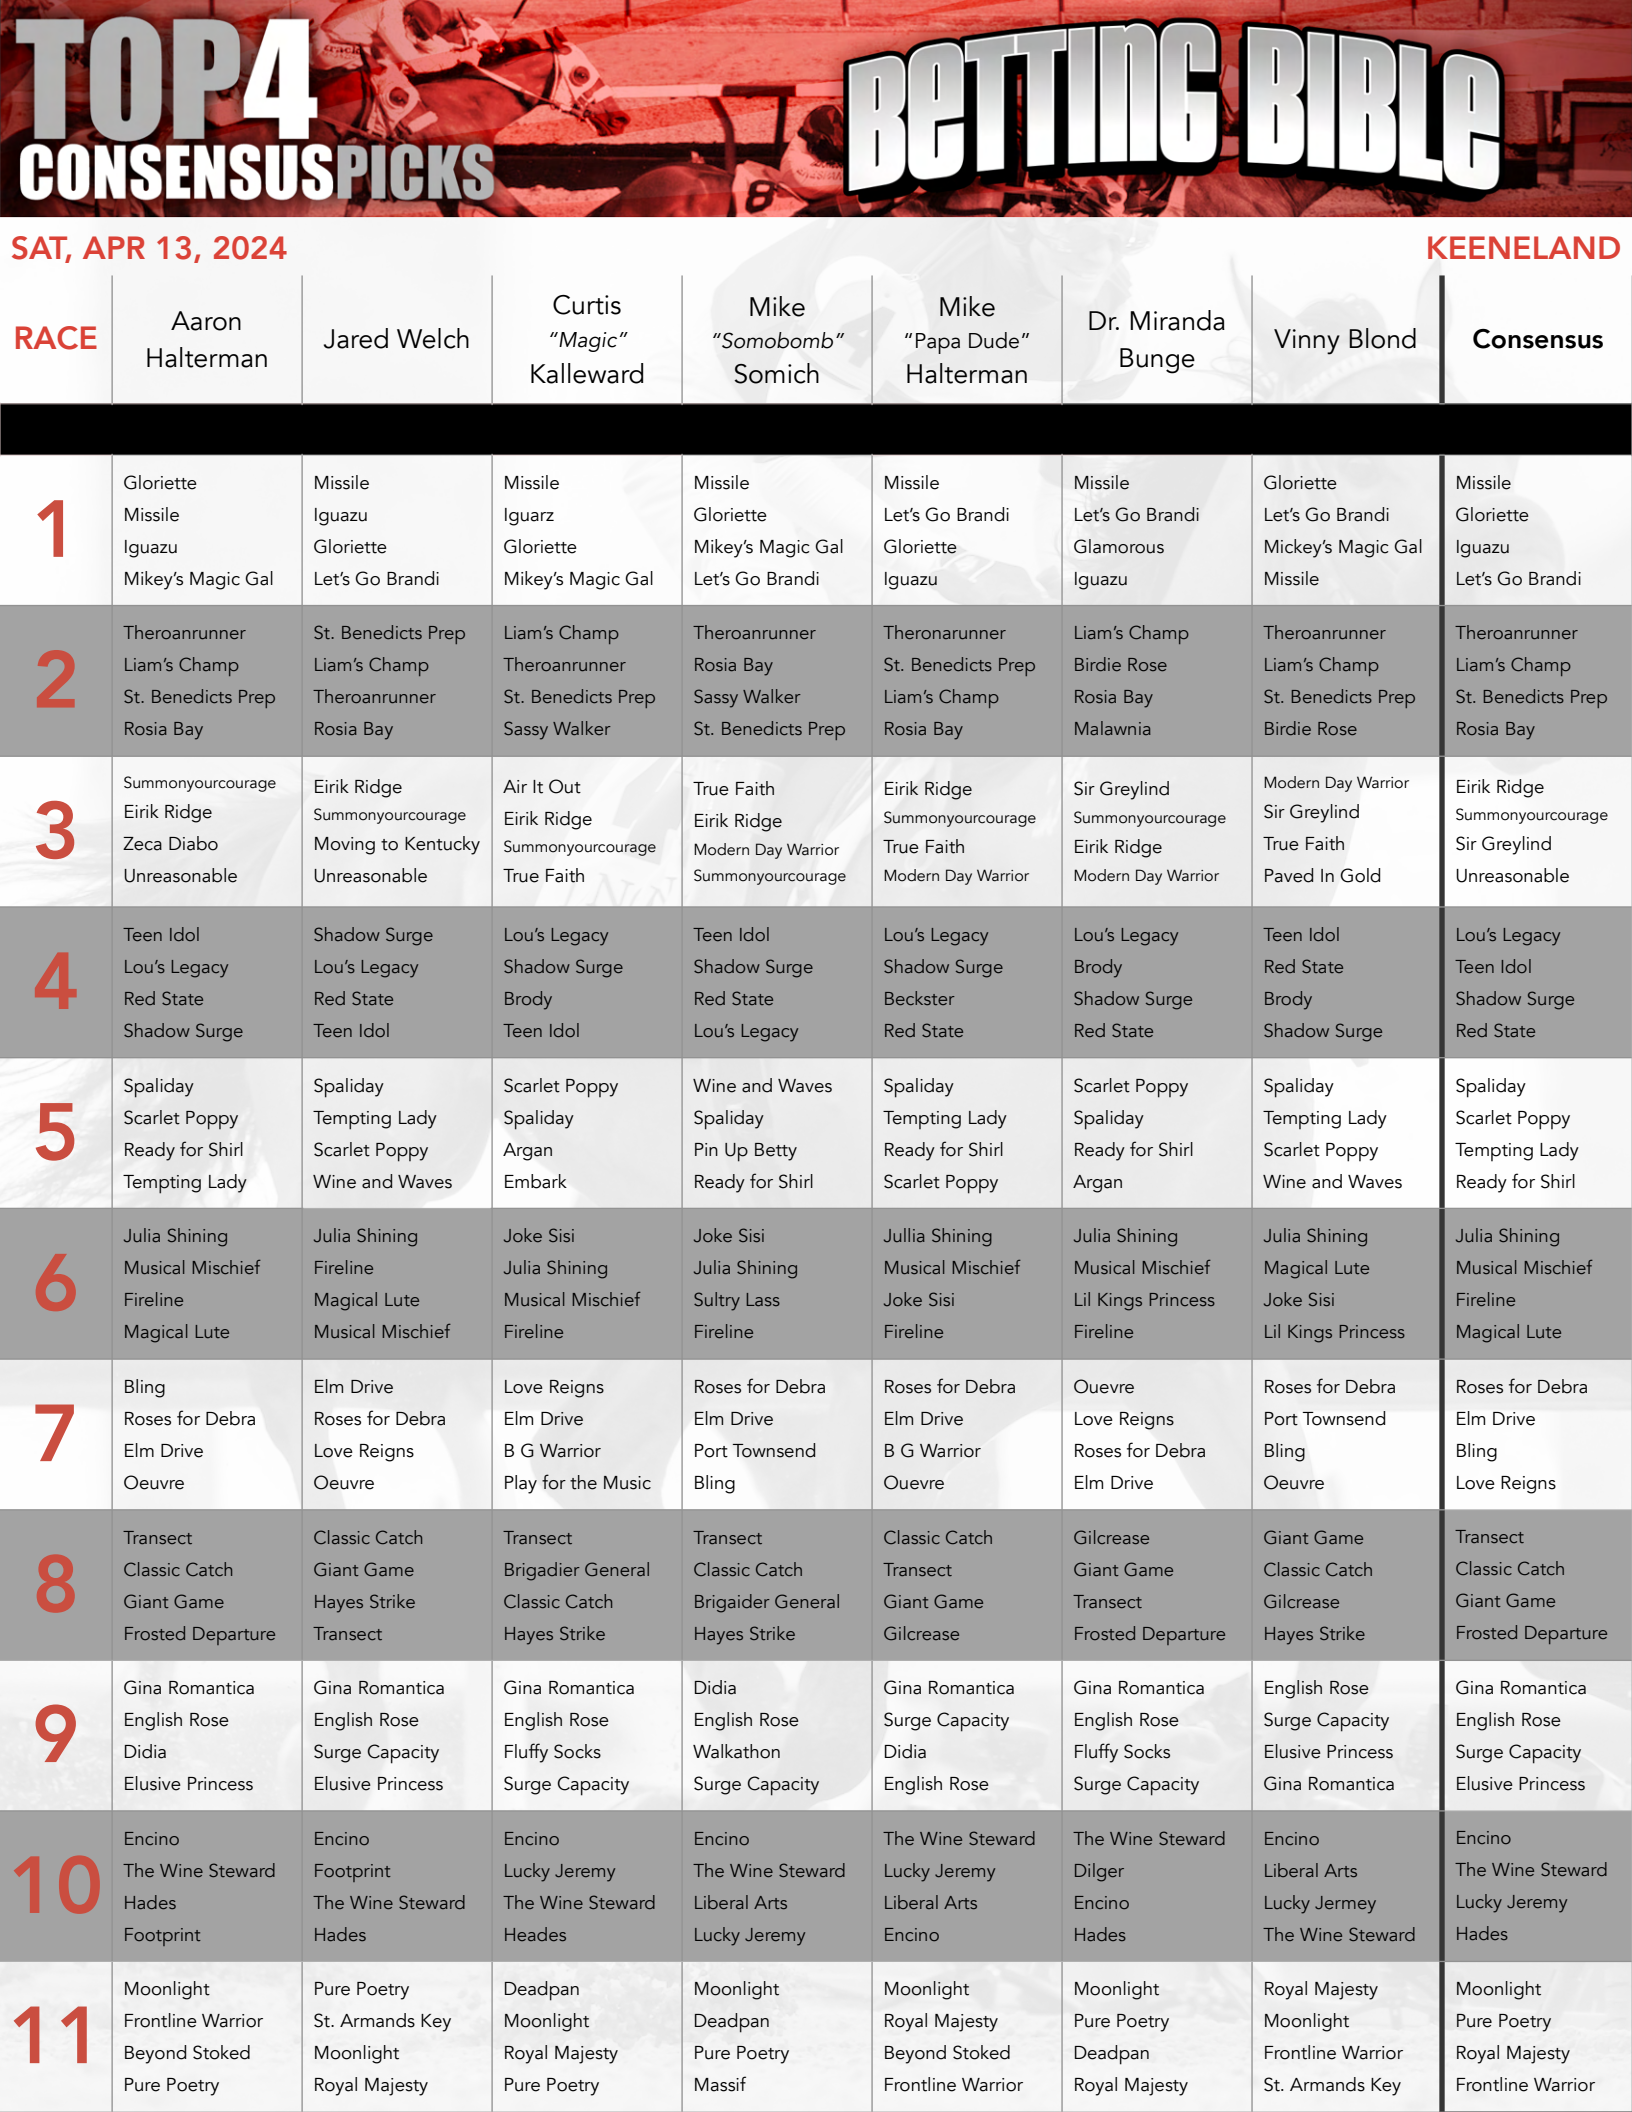 TOP4
CONSENSUSPICKS
BETTING BIBLE
8
SAT, APR 13, 2024
KEENELAND
RACE
Aaron
Halterman
Jared Welch
Curtis
“Magic”
Kalleward
Mike
“Somobomb”
Somich
Mike
“Papa Dude”
Halterman
Dr. Miranda
Bunge
Vinny Blond
Consensus
1
Gloriette
Missile
Iguazu
Mikey’s Magic Gal
Missile
Iguazu
Gloriette
Let’s Go Brandi
Missile
Iguarz
Gloriette
Mikey’s Magic Gal
Missile
Gloriette
Mikey’s Magic Gal
Let’s Go Brandi
Missile
Let’s Go Brandi
Gloriette
Iguazu
Missile
Let’s Go Brandi
Glamorous
Iguazu
Gloriette
Let’s Go Brandi
Mickey’s Magic Gal
Missile
Missile
Gloriette
Iguazu
Let’s Go Brandi
2
Theroanrunner
Liam’s Champ
St. Benedicts Prep
Rosia Bay
St. Benedicts Prep
Liam’s Champ
Theroanrunner
Rosia Bay
Liam’s Champ
Theroanrunner
St. Benedicts Prep
Sassy Walker
Theroanrunner
Rosia Bay
Sassy Walker
St. Benedicts Prep
Theronarunner
St. Benedicts Prep
Liam’s Champ
Rosia Bay
Liam’s Champ
Birdie Rose
Rosia Bay
Malawnia
Theroanrunner
Liam’s Champ
St. Benedicts Prep
Birdie Rose
Theroanrunner
Liam’s Champ
St. Benedicts Prep
Rosia Bay
3
Summonyourcourage
Eirik Ridge
Zeca Diabo
Unreasonable
Eirik Ridge
Summonyourcourage
Moving to Kentucky
Unreasonable
Air It Out
Eirik Ridge
Summonyourcourage
True Faith
True Faith
Eirik Ridge
Modern Day Warrior
Summonyourcourage
Eirik Ridge
Summonyourcourage
True Faith
Modern Day Warrior
Sir Greylind
Summonyourcourage
Eirik Ridge
Modern Day Warrior
Modern Day Warrior
Sir Greylind
True Faith
Paved In Gold
Eirik Ridge
Summonyourcourage
Sir Greylind
Unreasonable
4
Teen Idol
Lou’s Legacy
Red State
Shadow Surge
Shadow Surge
Lou’s Legacy
Red State
Teen Idol
Lou’s Legacy
Shadow Surge
Brody
Teen Idol
Teen Idol
Shadow Surge
Red State
Lou’s Legacy
Lou’s Legacy
Shadow Surge
Beckster
Red State
Lou’s Legacy
Brody
Shadow Surge
Red State
Teen Idol
Red State
Brody
Shadow Surge
Lou’s Legacy
Teen Idol
Shadow Surge
Red State
5
Spaliday
Scarlet Poppy
Ready for Shirl
Tempting Lady
Spaliday
Tempting Lady
Scarlet Poppy
Wine and Waves
Scarlet Poppy
Spaliday
Argan
Embark
Wine and Waves
Spaliday
Pin Up Betty
Ready for Shirl
Spaliday
Tempting Lady
Ready for Shirl
Scarlet Poppy
Scarlet Poppy
Spaliday
Ready for Shirl
Argan
Spaliday
Tempting Lady
Scarlet Poppy
Wine and Waves
Spaliday
Scarlet Poppy
Tempting Lady
Ready for Shirl
6
Julia Shining
Musical Mischief
Fireline
Magical Lute
Julia Shining
Fireline
Magical Lute
Musical Mischief
Joke Sisi
Julia Shining
Musical Mischief
Fireline
Joke Sisi
Julia Shining
Sultry Lass
Fireline
Jullia Shining
Musical Mischief
Joke Sisi
Fireline
Julia Shining
Musical Mischief
Lil Kings Princess
Fireline
Julia Shining
Magical Lute
Joke Sisi
Lil Kings Princess
Julia Shining
Musical Mischief
Fireline
Magical Lute
7
Bling
Roses for Debra
Elm Drive
Oeuvre
Elm Drive
Roses for Debra
Love Reigns
Oeuvre
Love Reigns
Elm Drive
B G Warrior
Play for the Music
Roses for Debra
Elm Drive
Port Townsend
Bling
Roses for Debra
Elm Drive
B G Warrior
Ouevre
Ouevre
Love Reigns
Roses for Debra
Elm Drive
Roses for Debra
Port Townsend
Bling
Oeuvre
Roses for Debra
Elm Drive
Bling
Love Reigns
8
Transect
Classic Catch
Giant Game
Frosted Departure
Classic Catch
Giant Game
Hayes Strike
Transect
Transect
Brigadier General
Classic Catch
Hayes Strike
Transect
Classic Catch
Brigaider General
Hayes Strike
Classic Catch
Transect
Giant Game
Gilcrease
Gilcrease
Giant Game
Transect
Frosted Departure
Giant Game
Classic Catch
Gilcrease
Hayes Strike
Transect
Classic Catch
Giant Game
Frosted Departure
9
Gina Romantica
English Rose
Didia
Elusive Princess
Gina Romantica
English Rose
Surge Capacity
Elusive Princess
Gina Romantica
English Rose
Fluffy Socks
Surge Capacity
Didia
English Rose
Walkathon
Surge Capacity
Gina Romantica
Surge Capacity
Didia
English Rose
Gina Romantica
English Rose
Fluffy Socks
Surge Capacity
English Rose
Surge Capacity
Elusive Princess
Gina Romantica
Gina Romantica
English Rose
Surge Capacity
Elusive Princess
10
Encino
The Wine Steward
Hades
Footprint
Encino
Footprint
The Wine Steward
Hades
Encino
Lucky Jeremy
The Wine Steward
Heades
Encino
The Wine Steward
Liberal Arts
Lucky Jeremy
The Wine Steward
Lucky Jeremy
Liberal Arts
Encino
The Wine Steward
Dilger
Encino
Hades
Encino
Liberal Arts
Lucky Jermey
The Wine Steward
Encino
The Wine Steward
Lucky Jeremy
Hades
11
Moonlight
Frontline Warrior
Beyond Stoked
Pure Poetry
Pure Poetry
St. Armands Key
Moonlight
Royal Majesty
Deadpan
Moonlight
Royal Majesty
Pure Poetry
Moonlight
Deadpan
Pure Poetry
Massif
Moonlight
Royal Majesty
Beyond Stoked
Frontline Warrior
Moonlight
Pure Poetry
Deadpan
Royal Majesty
Royal Majesty
Moonlight
Frontline Warrior
St. Armands Key
Moonlight
Pure Poetry
Royal Majesty
Frontline Warrior